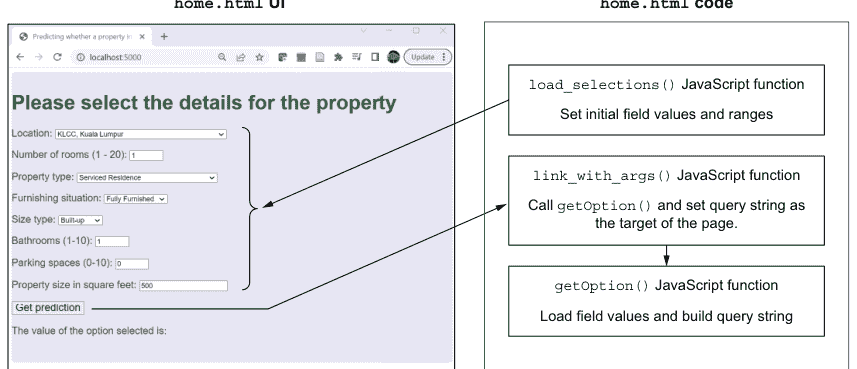 home.html UI
home.html code
Predicting whether a property in
localhost:5000
Update
Please select the details for the property
Location: KLCC, Kuala Lumpur
Number of rooms (1 - 20): 1
Property type: Serviced Residence
Furnishing situation: Fully Furnished
Size type: Built-up
Bathrooms (1-10): 1
Parking spaces (0-10): 0
Property size in square feet: 500
Get prediction
The value of the option selected is:
load_selections() JavaScript function
Set initial field values and ranges
link_with_args() JavaScript function
Call getOption() and set query string as
the target of the page.
getOption() JavaScript function
Load field values and build query string